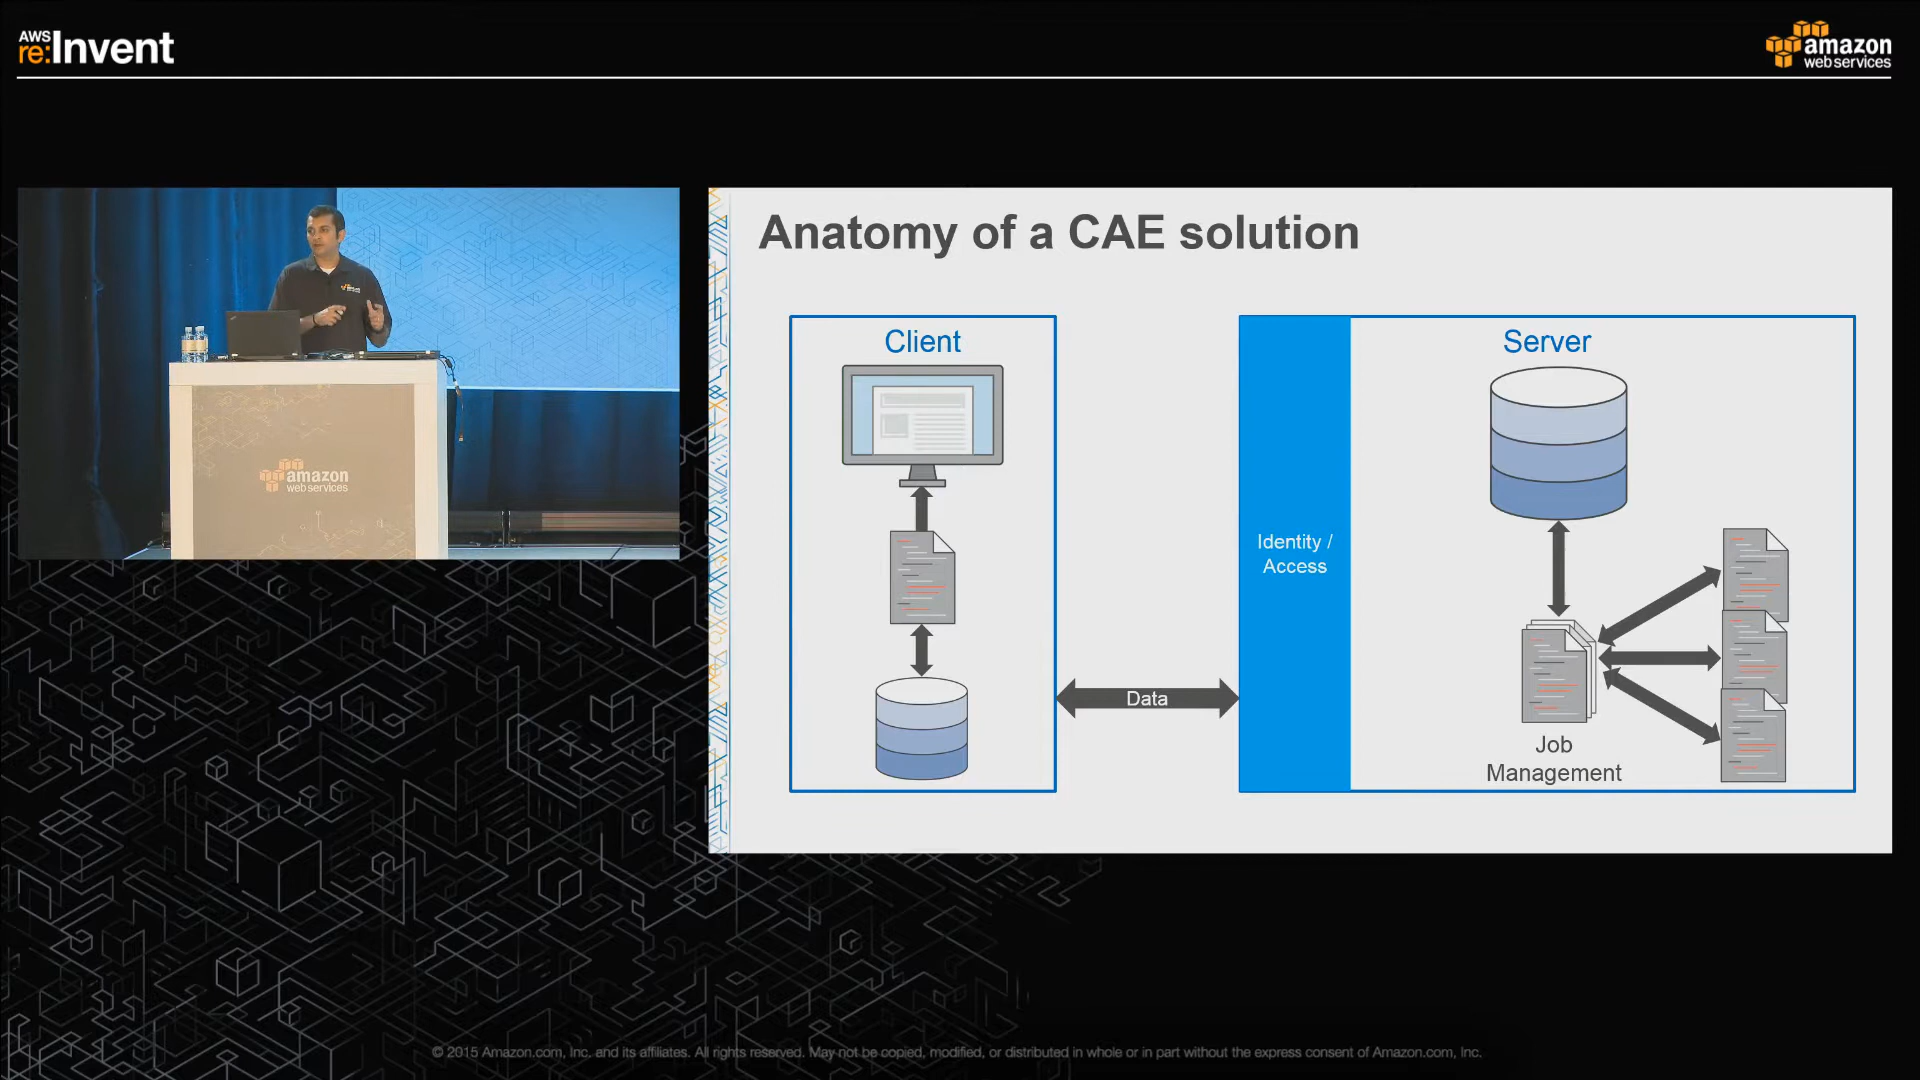 AWS
re:Invent
amazon
web services
amazon
web services
Anatomy of a CAE solution
Client
Server
Identity /
Access
Data
Job
Management
© 2015 Amazon.com, Inc. and its affiliates. All rights reserved. May not be copied, modified, or distributed in whole or in part without the express consent of Amazon.com, Inc.